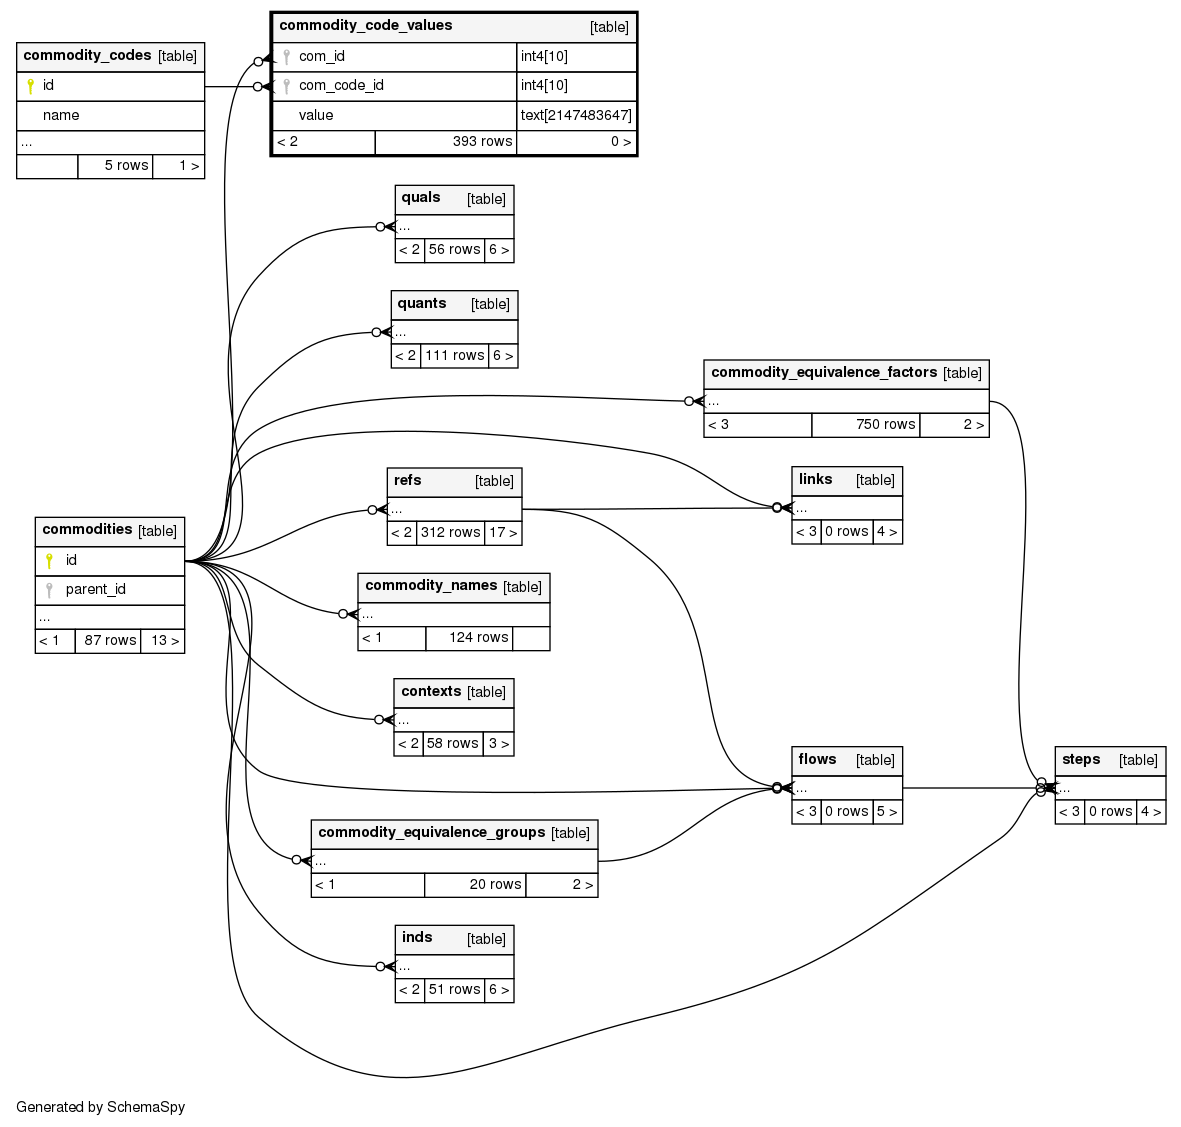 commodity_codes [table]
id
name
...
5 rows 1 >
commodity_code_values [table]
com_id int4[10]
com_code_id int4[10]
value text[2147483647]
< 2 393 rows 0 >
quals [table]
...
< 2 56 rows 6 >
quants [table]
...
< 2 111 rows 6 >
commodity_equivalence_factors [table]
...
< 3 750 rows 2 >
refs [table]
...
< 2 312 rows 17 >
links [table]
...
< 3 0 rows 4 >
commodities [table]
id
parent_id
...
< 1 87 rows 13 >
commodity_names [table]
...
< 1 124 rows
contexts [table]
...
< 2 58 rows 3 >
flows [table]
...
< 3 0 rows 5 >
steps [table]
...
< 3 0 rows 4 >
commodity_equivalence_groups [table]
...
< 1 20 rows 2 >
inds [table]
...
< 2 51 rows 6 >
Generated by SchemaSpy